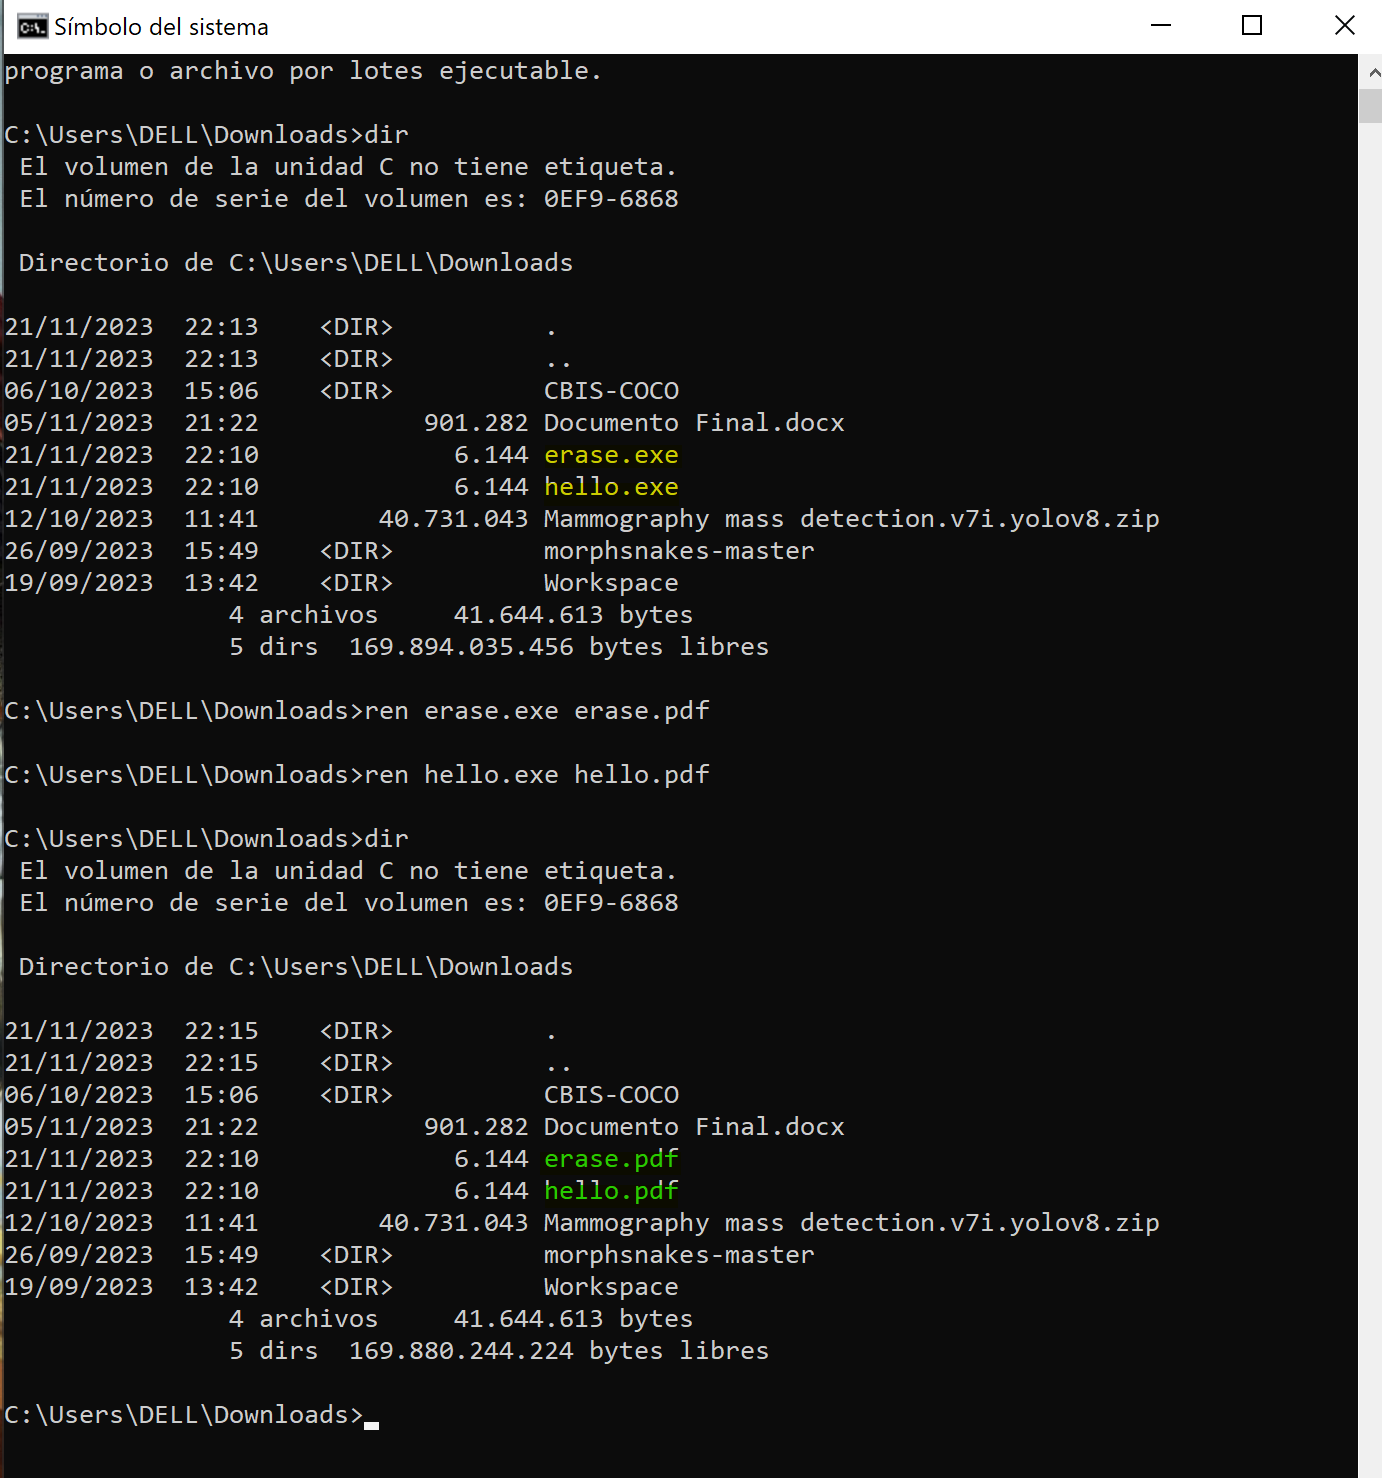 Símbolo del sistema
programa o archivo por lotes ejecutable.
C:\Users\DELL\Downloads>dir
El volumen de la unidad C no tiene etiqueta.
El número de serie del volumen es: 0EF9-6868
Directorio de C:\Users\DELL\Downloads
21/11/2023  22:13    <DIR>          .
21/11/2023  22:13    <DIR>          ..
06/10/2023  15:06    <DIR>          CBIS-COCO
05/11/2023  21:22           901.282 Documento Final.docx
21/11/2023  22:10             6.144 erase.exe
21/11/2023  22:10             6.144 hello.exe
12/10/2023  11:41        40.731.043 Mammography mass detection.v7i.yolov8.zip
26/09/2023  15:49    <DIR>          morphsnakes-master
19/09/2023  13:42    <DIR>          Workspace
4 archivos     41.644.613 bytes
5 dirs  169.894.035.456 bytes libres
C:\Users\DELL\Downloads>ren erase.exe erase.pdf
C:\Users\DELL\Downloads>ren hello.exe hello.pdf
C:\Users\DELL\Downloads>dir
El volumen de la unidad C no tiene etiqueta.
El número de serie del volumen es: 0EF9-6868
Directorio de C:\Users\DELL\Downloads
21/11/2023  22:15    <DIR>          .
21/11/2023  22:15    <DIR>          ..
06/10/2023  15:06    <DIR>          CBIS-COCO
05/11/2023  21:22           901.282 Documento Final.docx
21/11/2023  22:10             6.144 erase.pdf
21/11/2023  22:10             6.144 hello.pdf
12/10/2023  11:41        40.731.043 Mammography mass detection.v7i.yolov8.zip
26/09/2023  15:49    <DIR>          morphsnakes-master
19/09/2023  13:42    <DIR>          Workspace
4 archivos     41.644.613 bytes
5 dirs  169.880.244.224 bytes libres
C:\Users\DELL\Downloads>